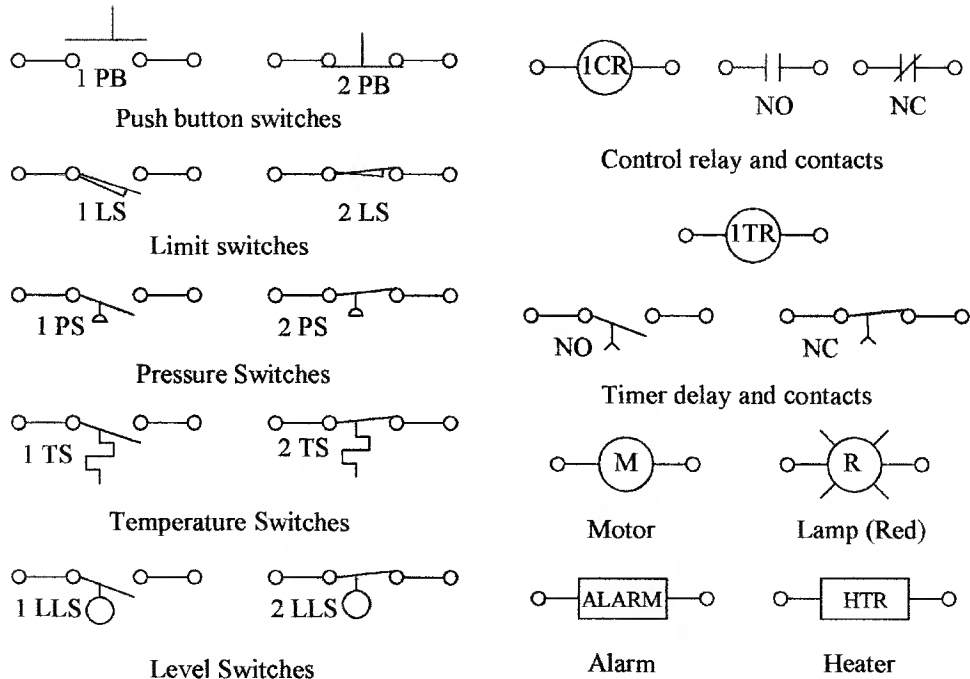 1 PB
2 PB
Push button switches
1 LS
2 LS
Limit switches
1 PS
2 PS
Pressure Switches
1 TS
2 TS
Temperature Switches
1 LLS
2 LLS
Level Switches
1CR
NO
NC
Control relay and contacts
1TR
NO
NC
Timer delay and contacts
M
R
Motor
Lamp (Red)
ALARM
HTR
Alarm
Heater